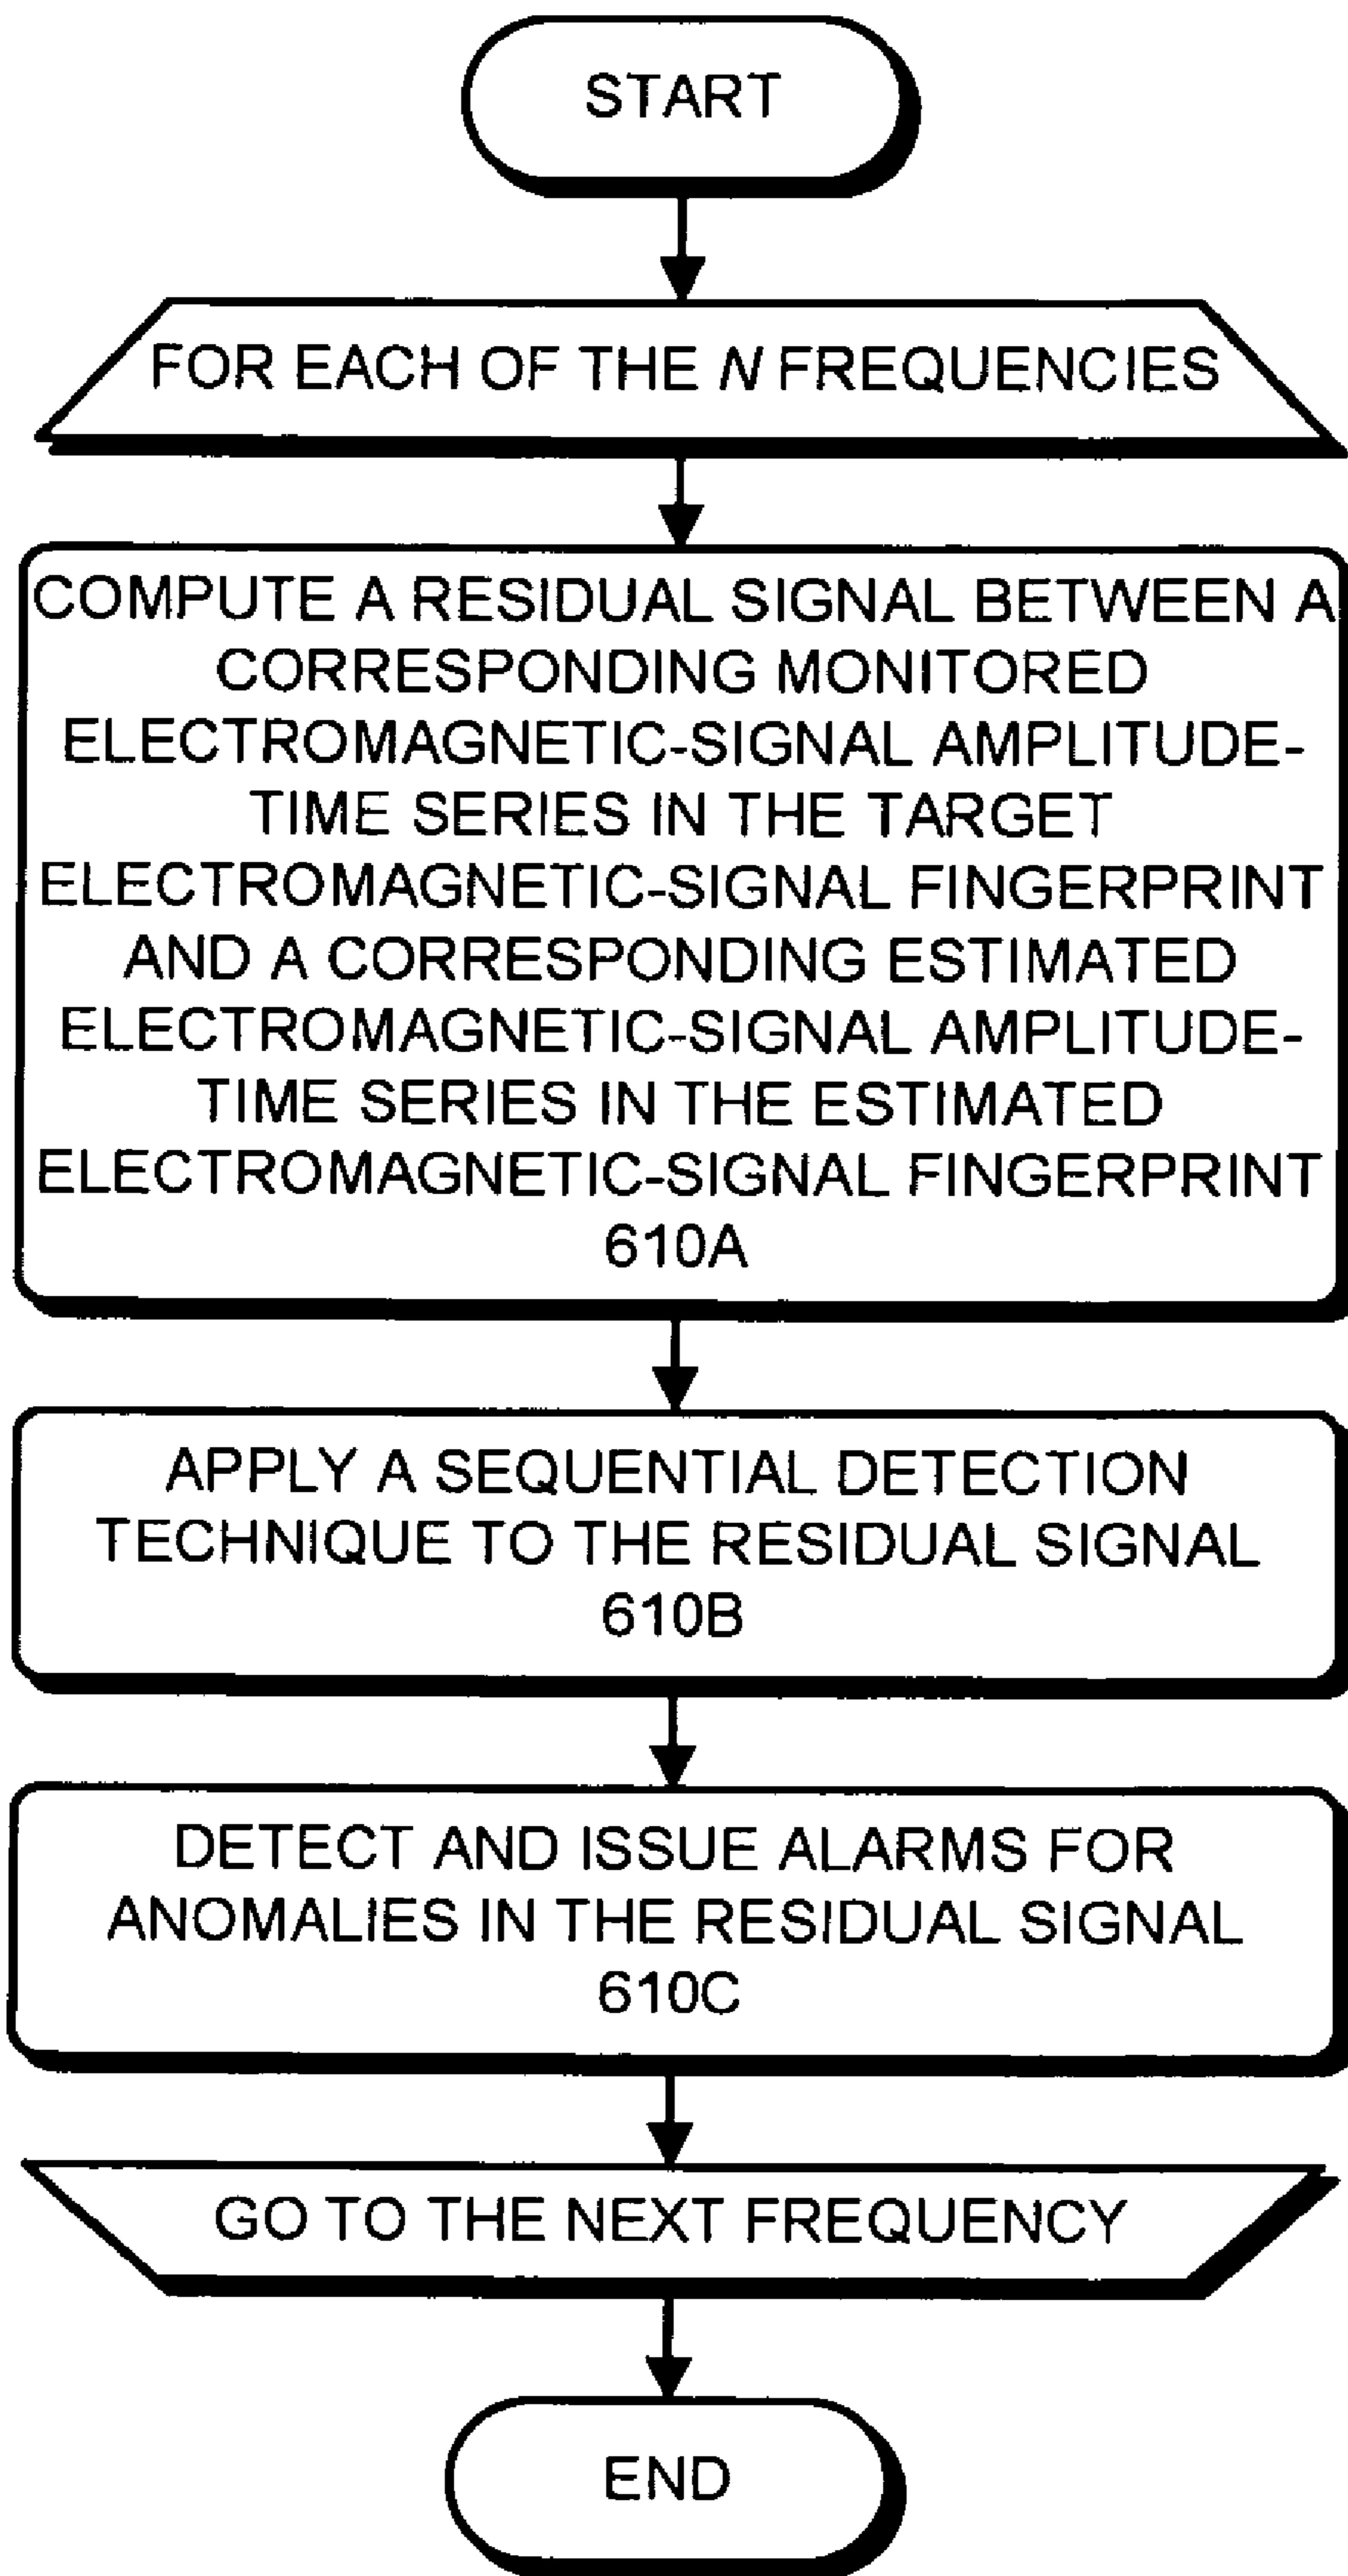 START
FOR EACH OF THE N FREQUENCIES
COMPUTE A RESIDUAL SIGNAL BETWEEN A
CORRESPONDING MONITORED
ELECTROMAGNETIC-SIGNAL AMPLITUDE-
TIME SERIES IN THE TARGET
ELECTROMAGNETIC-SIGNAL FINGERPRINT
AND A CORRESPONDING ESTIMATED
ELECTROMAGNETIC-SIGNAL AMPLITUDE-
TIME SERIES IN THE ESTIMATED
ELECTROMAGNETIC-SIGNAL FINGERPRINT
610A
APPLY A SEQUENTIAL DETECTION
TECHNIQUE TO THE RESIDUAL SIGNAL
610B
DETECT AND ISSUE ALARMS FOR
ANOMALIES IN THE RESIDUAL SIGNAL
610C
GO TO THE NEXT FREQUENCY
END